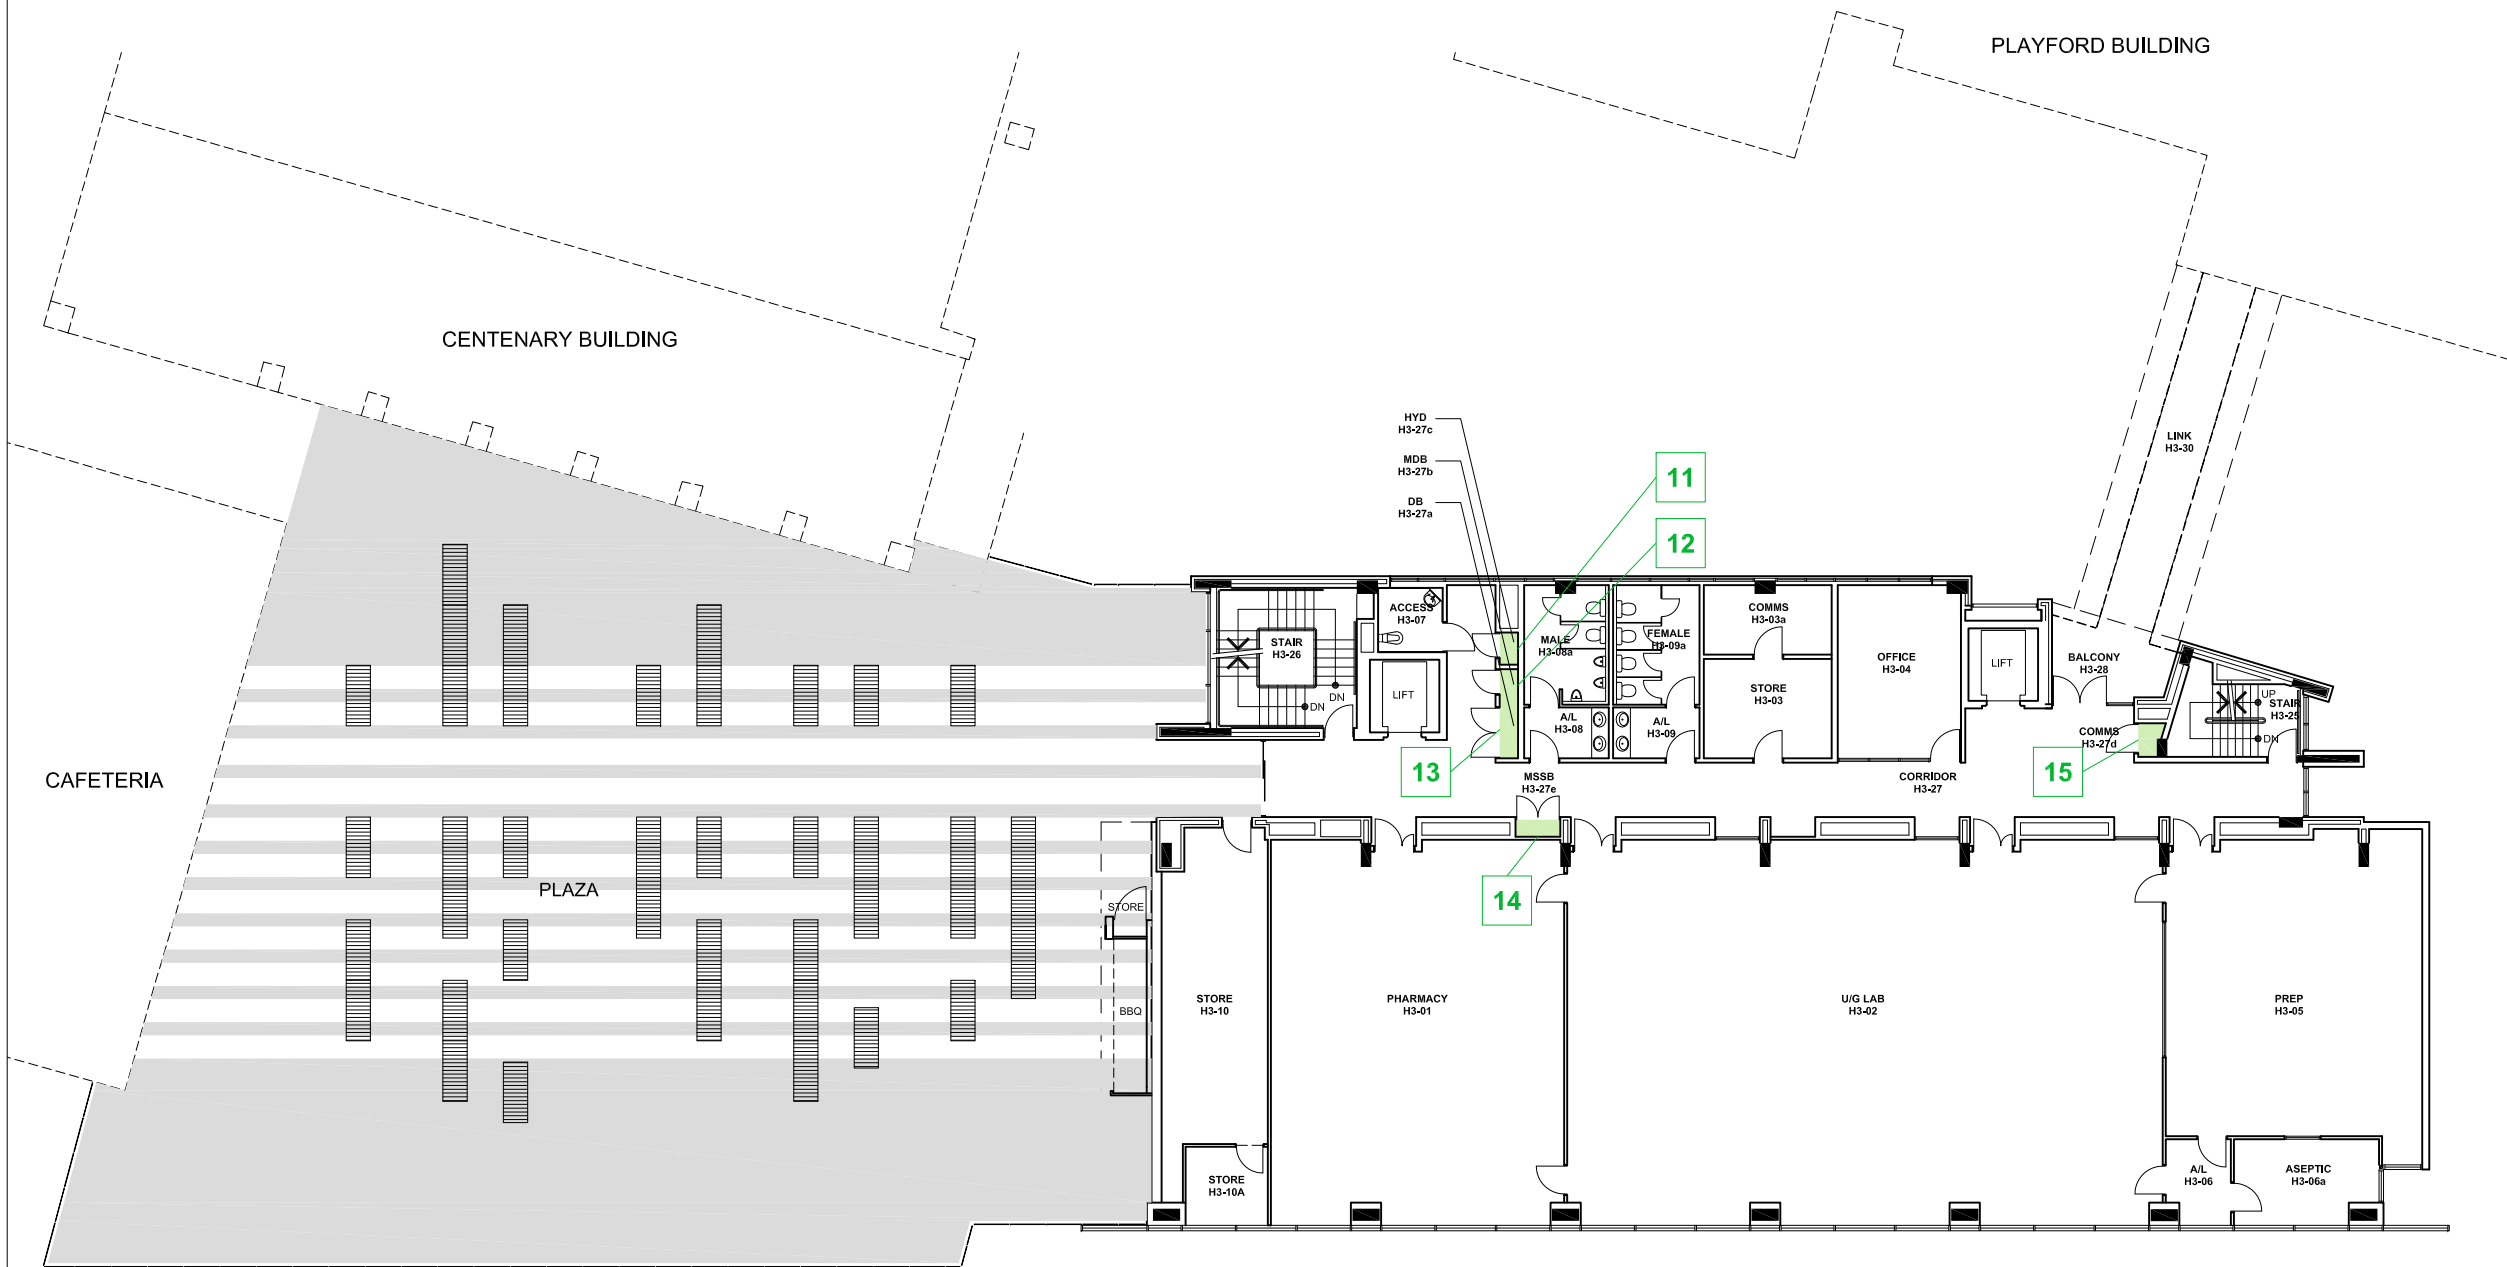 PLAYFORD BUILDING
CENTENARY BUILDING
HYD
H3-27c
MDB
H3-27b
DB
H3-27a
11
12
LINK
H3-30
ACCESS
H3-07
STAIR
H3-26
DN
DN
LIFT
MALE
H3-08a
FEMALE
H3-09a
COMMS
H3-03a
STORE
H3-03
OFFICE
H3-04
LIFT
BALCONY
H3-28
UP
STAIR
H3-25
DN
COMMS
H3-27d
A/L
H3-08
A/L
H3-09
13
MSSB
H3-27e
CORRIDOR
H3-27
15
CAFETERIA
PLAZA
STORE
14
BBQ
STORE
H3-10
PHARMACY
H3-01
U/G LAB
H3-02
PREP
H3-05
STORE
H3-10A
A/L
H3-06
ASEPTIC
H3-06a